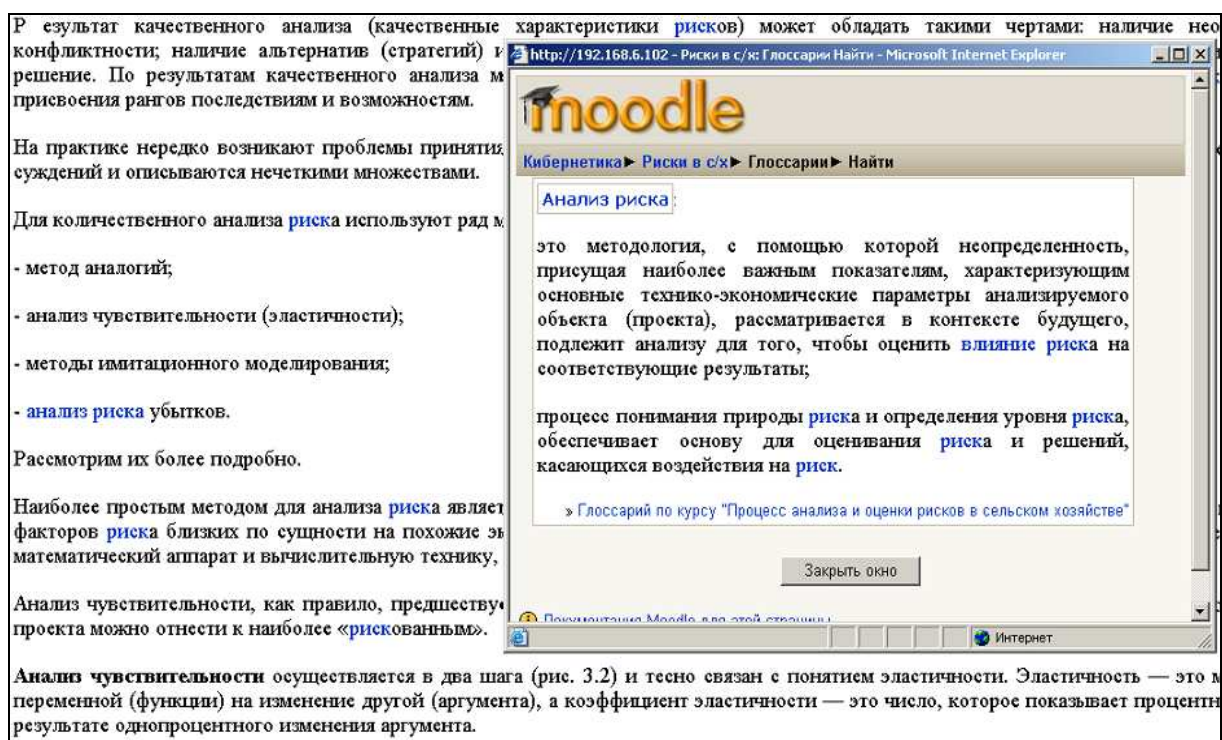 Р езультат качественного анализа (качественные характеристики рисков) может обладать такими чертами: наличие нео
конфликтности; наличие альтернатив (стратегий) и
решение. По результатам качественного анализа м
присвоения рангов последствиям и возможностям.
На практике нередко возникают проблемы принятия
суждений и описываются нечеткими множествами.
Для количественного анализа риска используют ряд м
- метод аналогий;
- анализ чувствительности (эластичности);
- методы имитационного моделирования;
- анализ риска убытков.
Рассмотрим их более подробно.
Наиболее простым методом для анализа риска являет
факторов риска близких по сущности на похожие эк
математический аппарат и вычислительную технику,
Анализ чувствительности, как правило, предшеству
проекта можно отнести к наиболее «рискованным».
Анализ чувствительности осуществляется в два шага (рис. 3.2) и тесно связан с понятием эластичности. Эластичность — это м
переменной (функции) на изменение другой (аргумента), а коэффициент эластичности — это число, которое показывает процентн
результате однопроцентного изменения аргумента.
http://192.168.6.102 - Риски в с/х: Глоссарии Найти - Microsoft Internet Explorer
moodle
Кибернетика► Риски в с/х► Глоссарии► Найти
Анализ риска:
это методология, с помощью которой неопределенность,
присущая наиболее важным показателям, характеризующим
основные технико-экономические параметры анализируемого
объекта (проекта), рассматривается в контексте будущего,
подлежит анализу для того, чтобы оценить влияние риска на
соответствующие результаты;
процесс понимания природы риска и определения уровня риска,
обеспечивает основу для оценивания риска и решений,
касающихся воздействия на риск.
» Глоссарий по курсу "Процесс анализа и оценки рисков в сельском хозяйстве"
Закрыть окно
Документация Moodle для этой страницы
Интернет